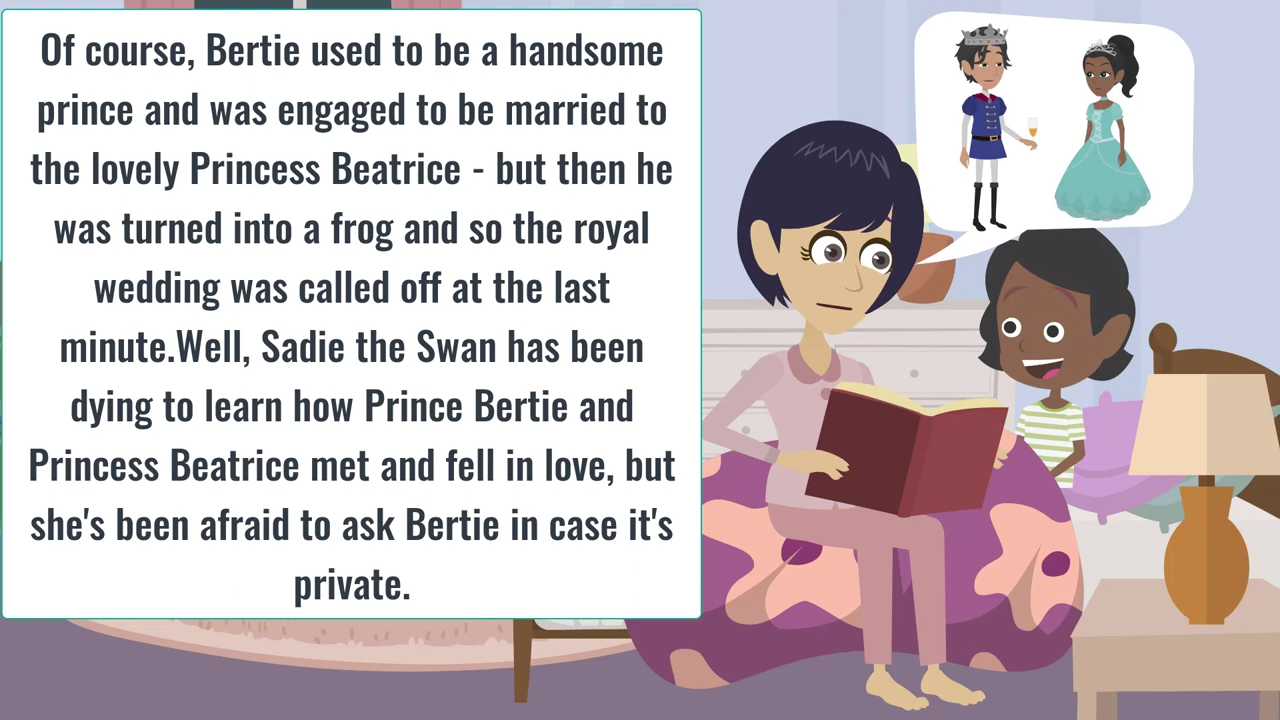 Of course, Bertie used to be a handsome
prince and was engaged to be married to
the lovely Princess Beatrice - but then he
was turned into a frog and so the royal
wedding was called off at the last
minute.Well, Sadie the Swan has been
dying to learn how Prince Bertie and
Princess Beatrice met and fell in love, but
she's been afraid to ask Bertie in case it's
private.